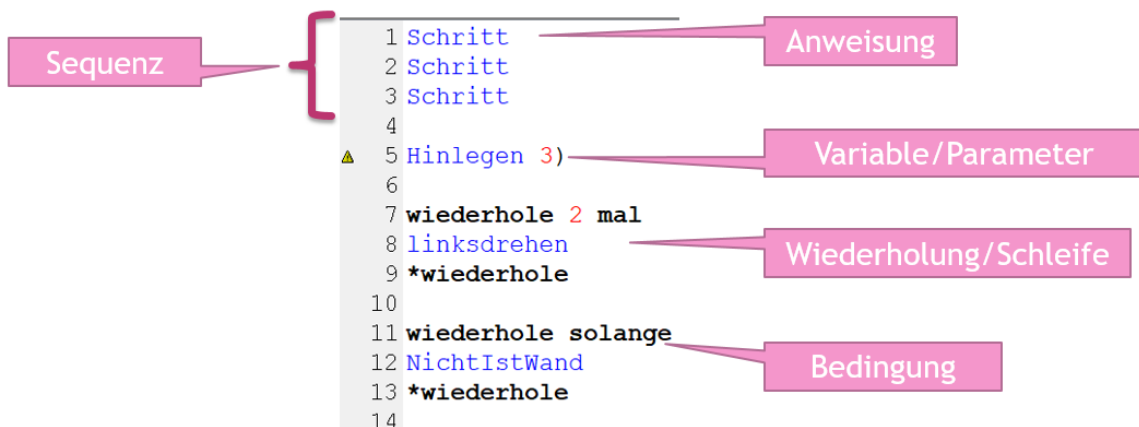 Sequenz
1 Schritt
2 Schritt
3 Schritt
4
5 Hinlegen 3)
6
7 wiederhole 2 mal
8 linksdrehen
9 *wiederhole
10
11 wiederhole solange
12 NichtIstWand
13 *wiederhole
14
Anweisung
Variable/Parameter
Wiederholung/Schleife
Bedingung